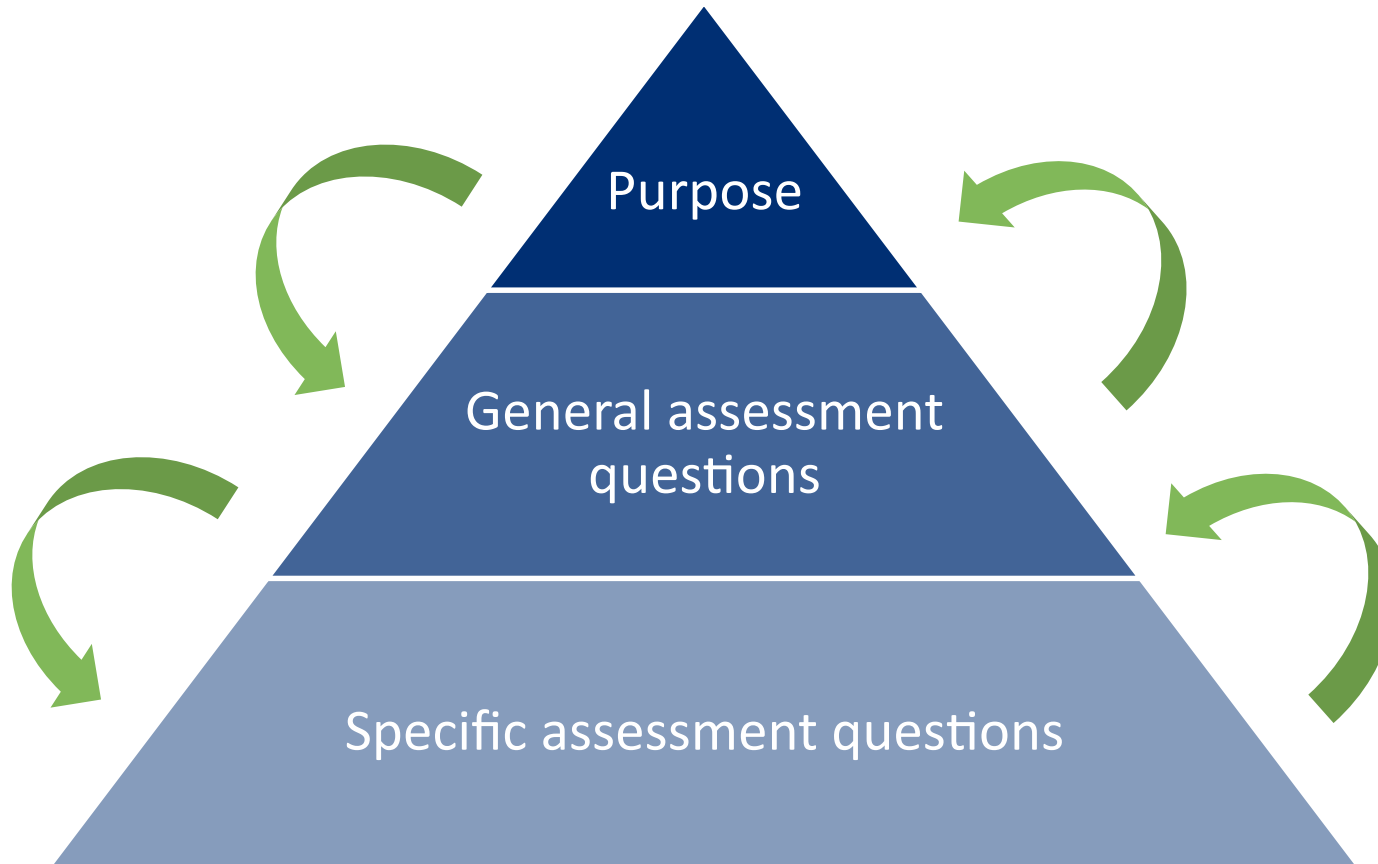 Purpose
General assessment
questions
Specific assessment questions